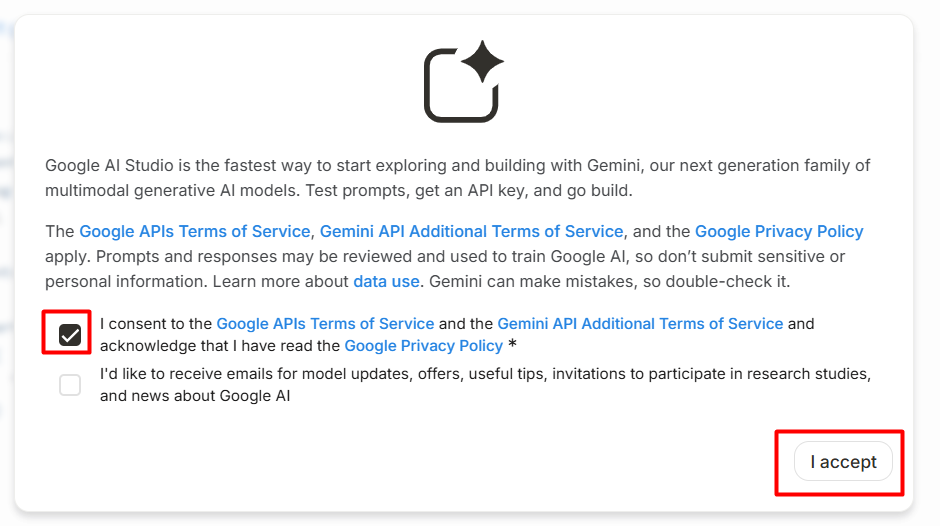 Google AI Studio is the fastest way to start exploring and building with Gemini, our next generation family of
multimodal generative AI models. Test prompts, get an API key, and go build.
The Google APIs Terms of Service, Gemini API Additional Terms of Service, and the Google Privacy Policy
apply. Prompts and responses may be reviewed and used to train Google AI, so don’t submit sensitive or
personal information. Learn more about data use. Gemini can make mistakes, so double-check it.
I consent to the Google APIs Terms of Service and the Gemini API Additional Terms of Service and
acknowledge that I have read the Google Privacy Policy *
I'd like to receive emails for model updates, offers, useful tips, invitations to participate in research studies,
and news about Google AI
I accept